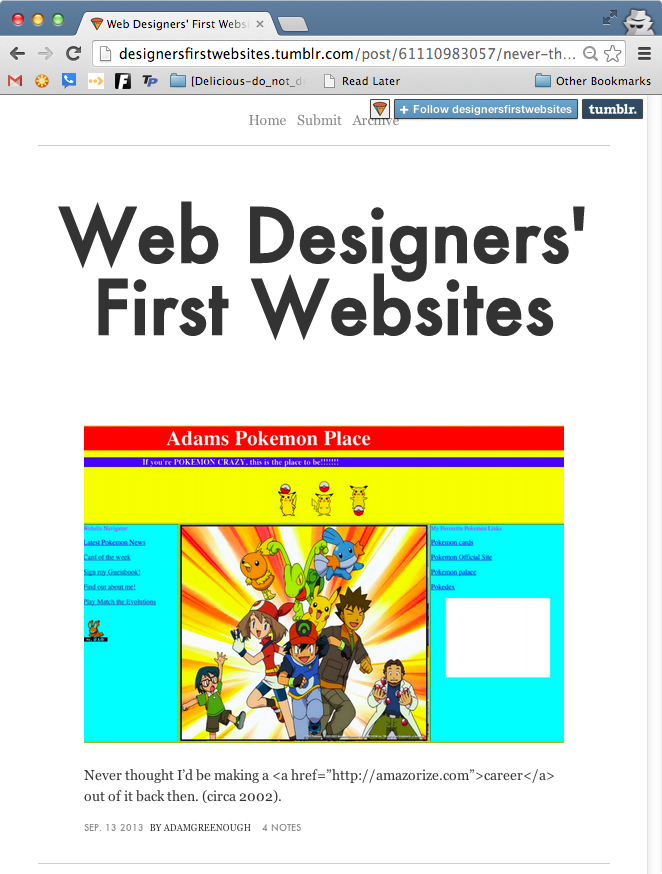 Web Designers' First Websi
designersfirstwebsites.tumblr.com/post/61110983057/never-th...
[Delicious-do_not_d
Read Later
Other Bookmarks
+ Follow designersfirstwebsites
tumblr.
Home Submit Archive
Web Designers'
First Websites
Adams Pokemon Place
If you're POKEMON CRAZY, this is the place to be!!!!!!!
Website Navigator
Latest Pokemon News
Card of the week
Sign my Guestbook!
Find out about me!
Play Match the Evolutions
My Favourite Pokemon Links
Pokemon cards
Pokemon Official Site
Pokemon palace
Pokedex
Never thought I’d be making a <a href=”http://amazorize.com”>career</a>
out of it back then. (circa 2002).
SEP. 13 2013 BY ADAMGREENOUGH 4 NOTES